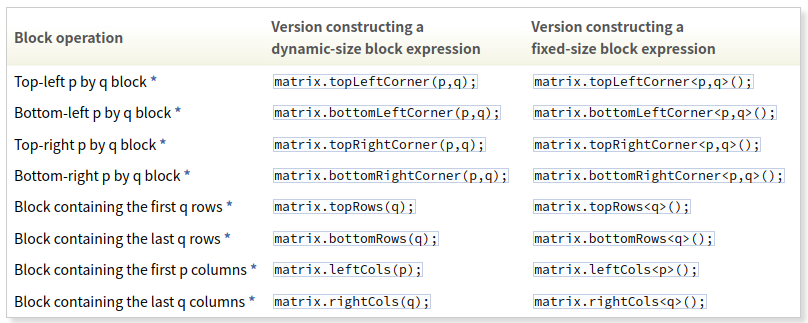 Block operation Version constructing a dynamic-size block expression Version constructing a fixed-size block expression
Top-left p by q block * matrix.topLeftCorner(p,q); matrix.topLeftCorner<p,q>();
Bottom-left p by q block * matrix.bottomLeftCorner(p,q); matrix.bottomLeftCorner<p,q>();
Top-right p by q block * matrix.topRightCorner(p,q); matrix.topRightCorner<p,q>();
Bottom-right p by q block * matrix.bottomRightCorner(p,q); matrix.bottomRightCorner<p,q>();
Block containing the first q rows * matrix.topRows(q); matrix.topRows<q>();
Block containing the last q rows * matrix.bottomRows(q); matrix.bottomRows<q>();
Block containing the first p columns * matrix.leftCols(p); matrix.leftCols<p>();
Block containing the last q columns * matrix.rightCols(q); matrix.rightCols<q>();